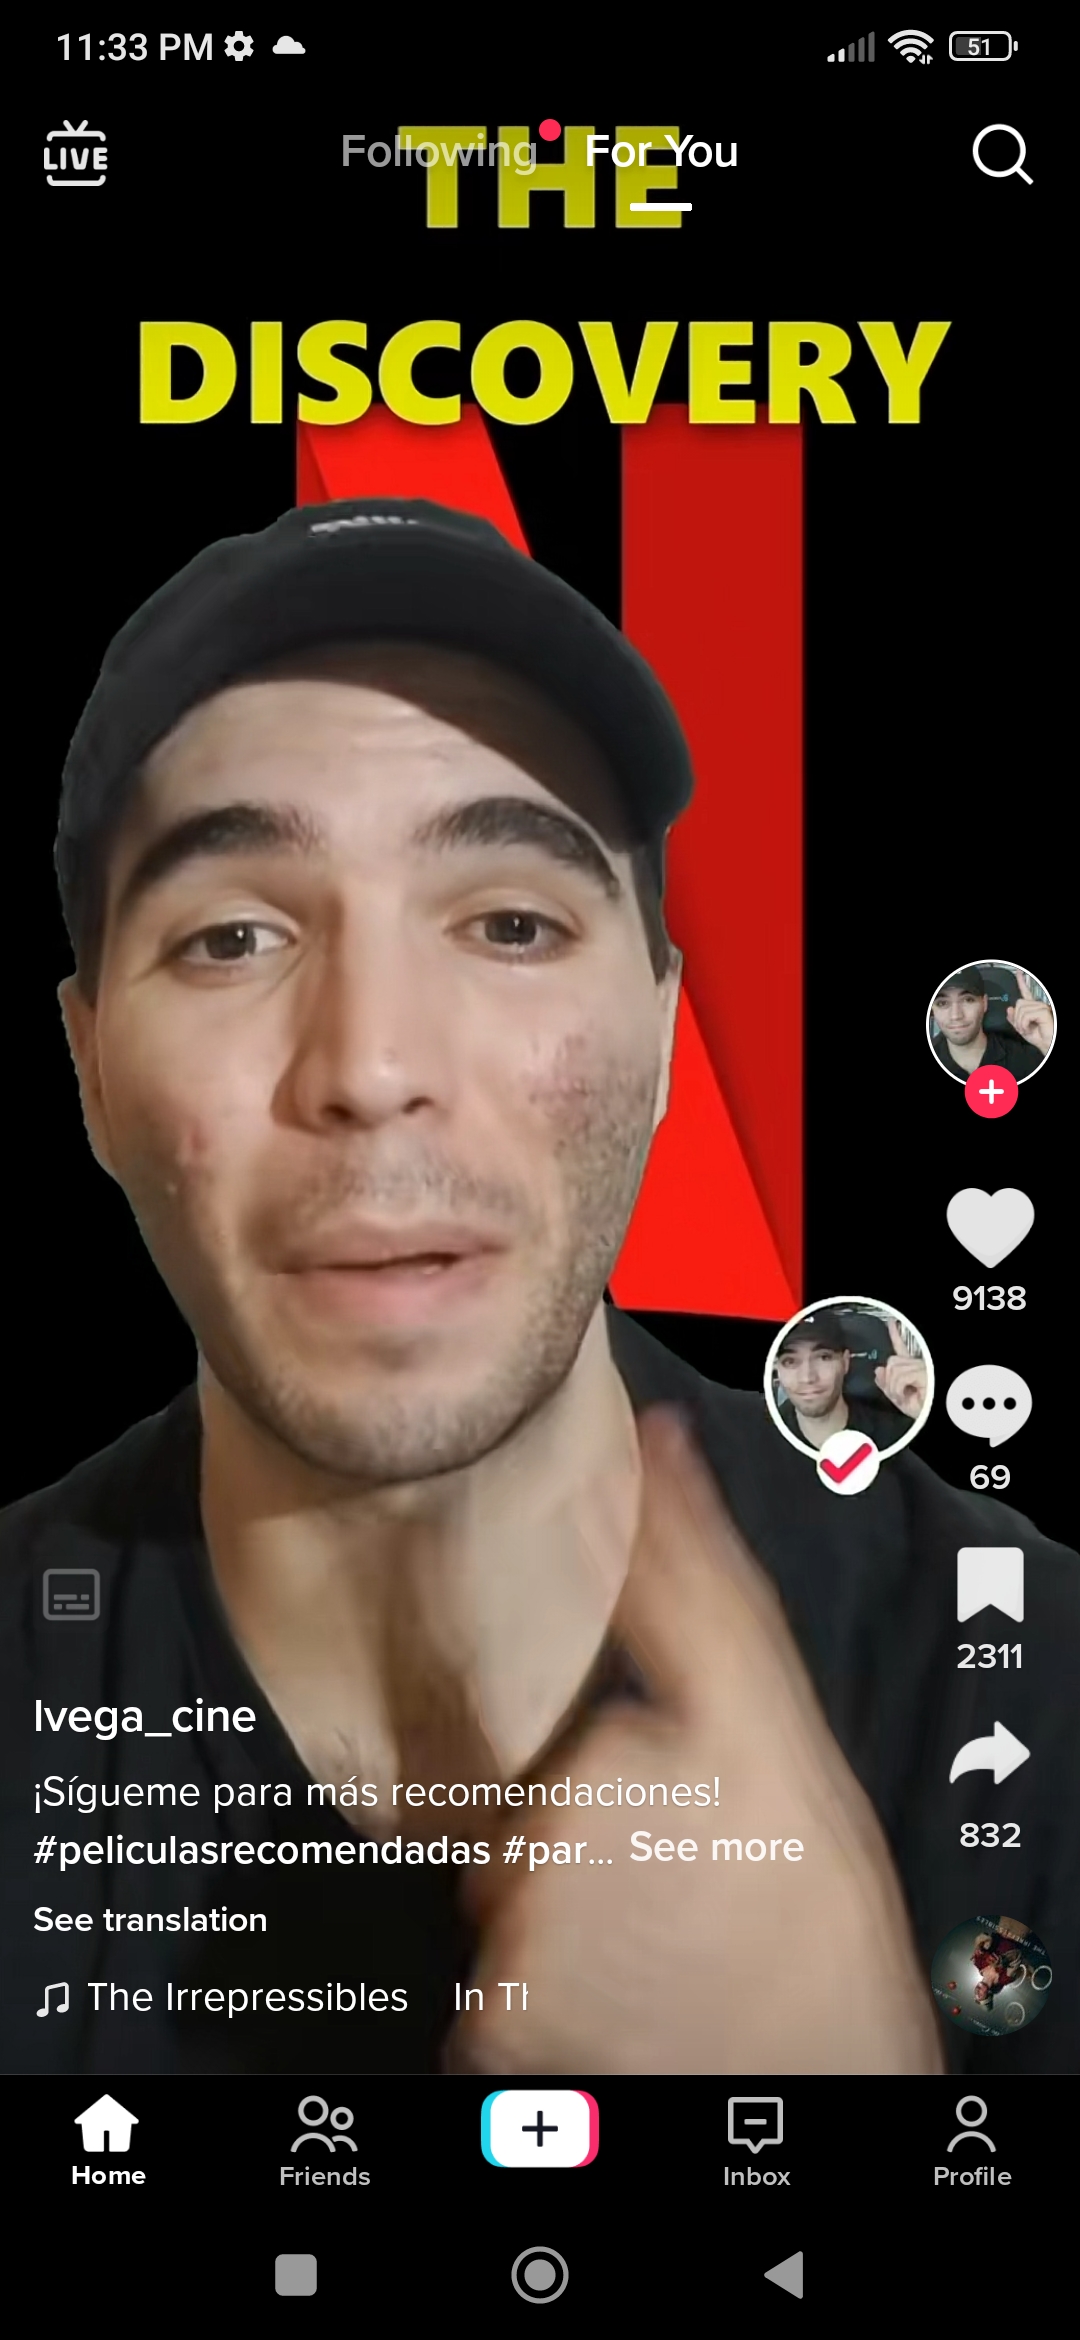 11:33 PM
51
LIVE
Following
For You
THE
DISCOVERY
9138
69
2311
lvega_cine
¡Sígueme para más recomendaciones!
#peliculasrecomendadas #par... See more
832
See translation
The Irrepressibles In
Home
Friends
Inbox
Profile